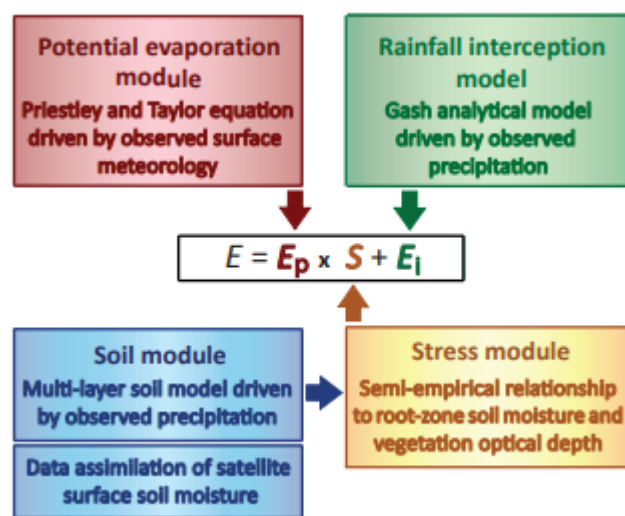 Potential evaporation
module
Priestley and Taylor equation
driven by observed surface
meteorology
Rainfall interception
model
Gash analytical model
driven by observed
precipitation
E = Ep x S + Ei
Soil module
Multi-layer soil model driven
by observed precipitation
Data assimilation of satellite
surface soil moisture
Stress module
Semi-empirical relationship
to root-zone soil moisture and
vegetation optical depth